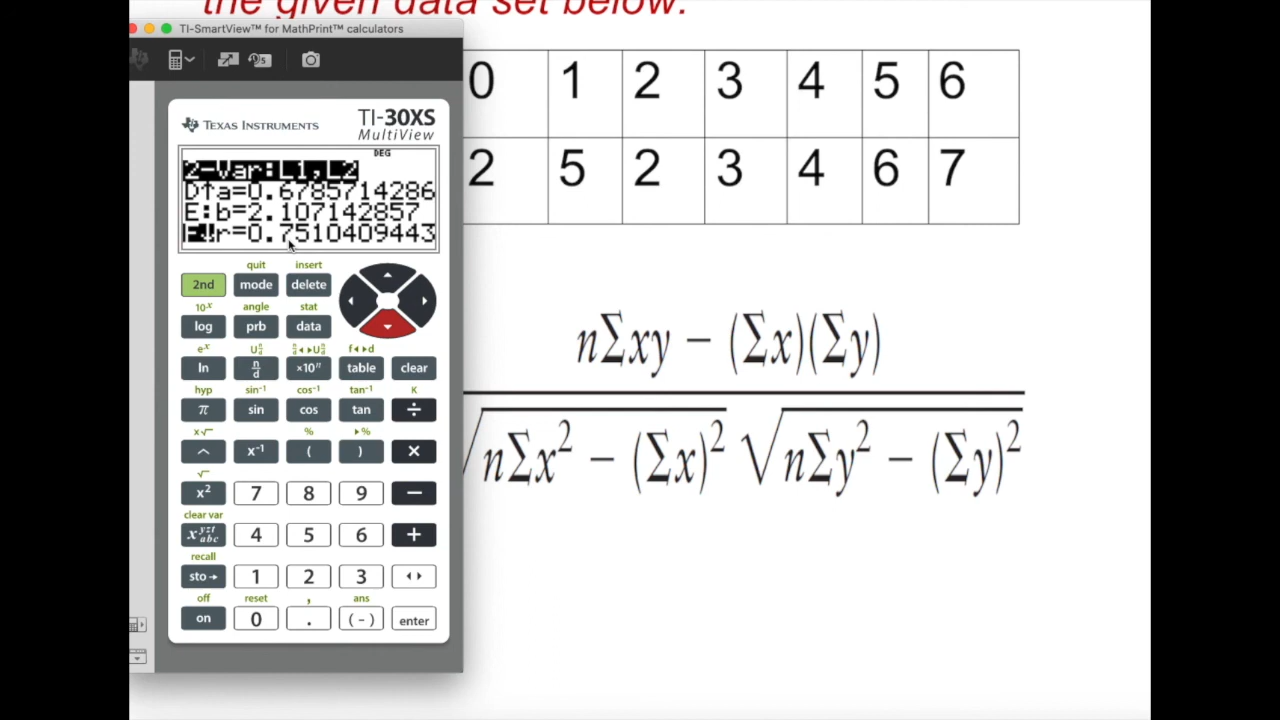 the given data set below.
TI-SmartView™ for MathPrint™ calculators
TEXAS INSTRUMENTS
TI-30XS
MultiView
DEG
2-Var:L1,L2
D↑a=0.6785714286
E:b=2.107142857
F↓r=0.7510409443
quit insert
2nd mode delete
10ˣ angle stat
log prb data
eˣ U n/d n/d◄►U n/d f◄►d
ln n/d ×10ⁿ table clear
hyp sin⁻¹ cos⁻¹ tan⁻¹ K
π sin cos tan ÷
x√ % ►%
^ x⁻¹ ( ) ×
√
x² 7 8 9 −
clear var
x yzt abc 4 5 6 +
recall
sto→ 1 2 3 ◄►
off reset , ans
on 0 . (-) enter
0 1 2 3 4 5 6
2 5 2 3 4 6 7
nΣxy − (Σx)(Σy)
√nΣx² − (Σx)² √nΣy² − (Σy)²